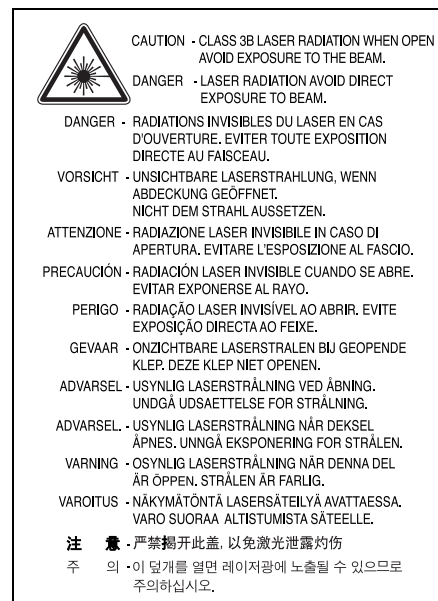 CAUTION - CLASS 3B LASER RADIATION WHEN OPEN
AVOID EXPOSURE TO THE BEAM.
DANGER - LASER RADIATION AVOID DIRECT
EXPOSURE TO BEAM.
DANGER - RADIATIONS INVISIBLES DU LASER EN CAS
D'OUVERTURE. EVITER TOUTE EXPOSITION
DIRECTE AU FAISCEAU.
VORSICHT - UNSICHTBARE LASERSTRAHLUNG, WENN
ABDECKUNG GEÖFFNET.
NICHT DEM STRAHL AUSSETZEN.
ATTENZIONE - RADIAZIONE LASER INVISIBILE IN CASO DI
APERTURA. EVITARE L'ESPOSIZIONE AL FASCIO.
PRECAUCIÓN - RADIACIÓN LASER INVISIBLE CUANDO SE ABRE.
EVITAR EXPONERSE AL RAYO.
PERIGO - RADIAÇÃO LASER INVISÍVEL AO ABRIR. EVITE
EXPOSIÇÃO DIRECTA AO FEIXE.
GEVAAR - ONZICHTBARE LASERSTRALEN BIJ GEOPENDE
KLEP. DEZE KLEP NIET OPENEN.
ADVARSEL - USYNLIG LASERSTRÅLNING VED ÅBNING.
UNDGÅ UDSAETTELSE FOR STRÅLNING.
ADVARSEL. - USYNLIG LASERSTRÅLNING NÅR DEKSEL
ÅPNES. UNNGÅ EKSPONERING FOR STRÅLEN.
VARNING - OSYNLIG LASERSTRÅLNING NÄR DENNA DEL
ÄR ÖPPEN. STRÅLEN ÄR FARLIG.
VAROITUS - NÄKYMÄTÖNTÄ LASERSÄTEILYÄ AVATTAESSA.
VARO SUORAA ALTISTUMISTA SÄTEELLE.
注 意 - 严禁揭开此盖, 以免激光泄露灼伤
주 의 - 이 덮개를 열면 레이저광에 노출될 수 있으므로
주의하십시오.